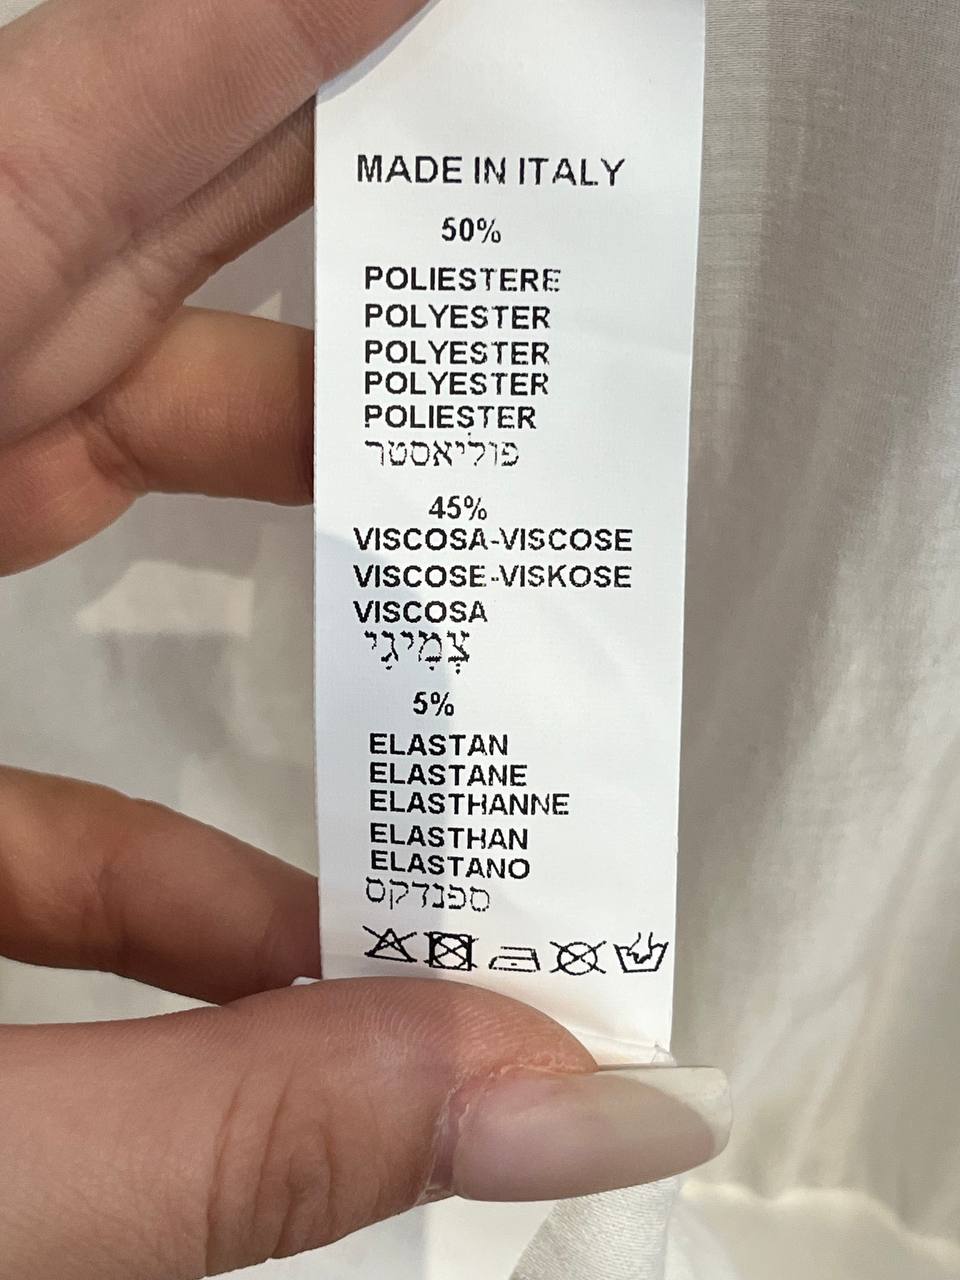 MADE IN ITALY
50%
POLIESTERE
POLYESTER
POLYESTER
POLYESTER
POLIESTER
פוליאסטר
45%
VISCOSA-VISCOSE
VISCOSE-VISKOSE
VISCOSA
צְמִיגָי
5%
ELASTAN
ELASTANE
ELASTHANNE
ELASTHAN
ELASTANO
ספנדקס